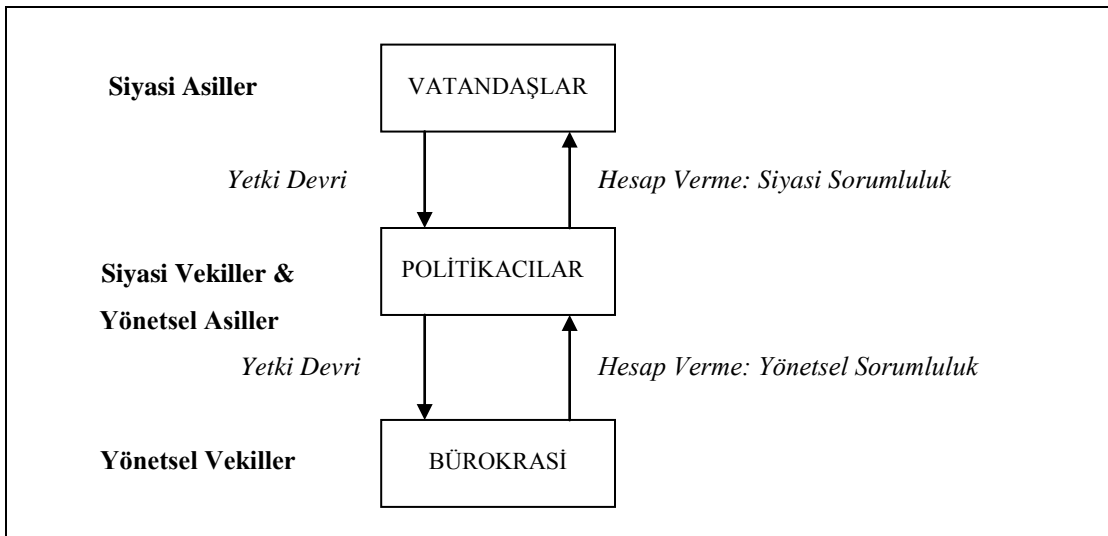 Siyasi Asiller
VATANDAŞLAR
Yetki Devri
Hesap Verme: Siyasi Sorumluluk
Siyasi Vekiller &
Yönetsel Asiller
POLİTİKACILAR
Yetki Devri
Hesap Verme: Yönetsel Sorumluluk
Yönetsel Vekiller
BÜROKRASİ